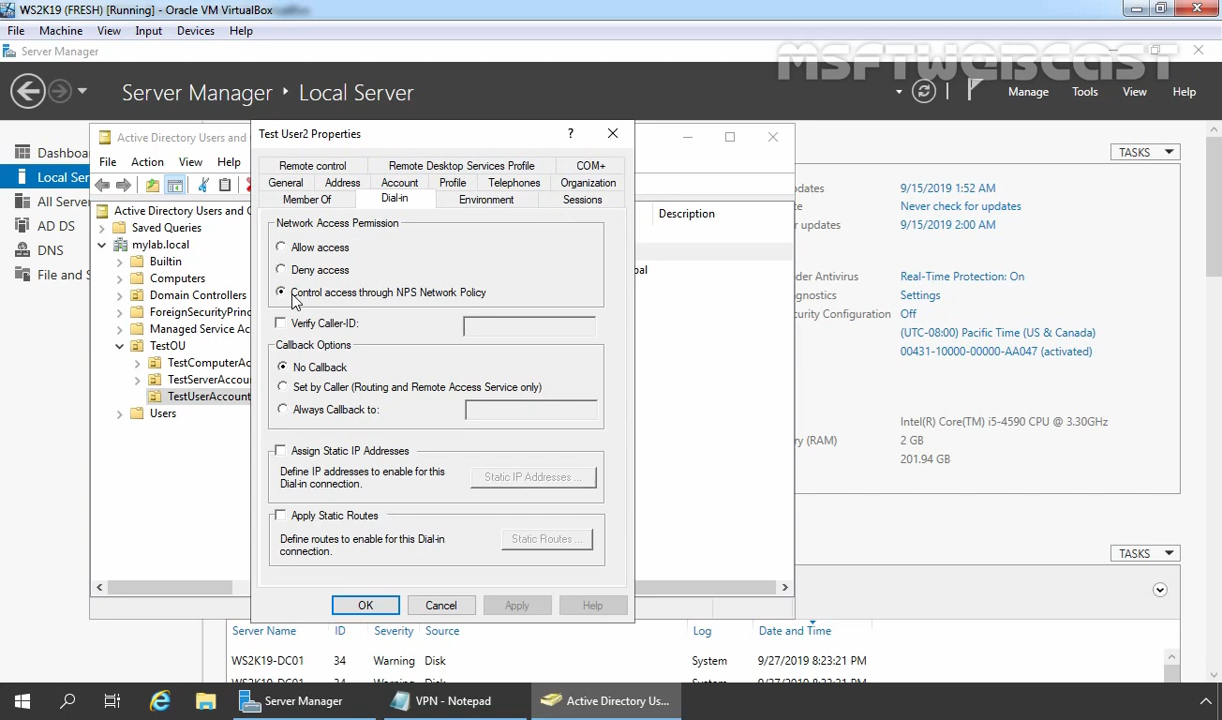 WS2K19 (FRESH) [Running] - Oracle VM VirtualBox
File Machine View Input Devices Help
Server Manager
MSFTWEBCAST
Server Manager • Local Server
Manage Tools View Help
Dashboa
Local Ser
All Serve
AD DS
DNS
File and S
Active Directory Users and
File Action View Help
Active Directory Users and C
Saved Queries
mylab.local
Builtin
Computers
Domain Controllers
ForeignSecurityPrinc
Managed Service Ac
TestOU
TestComputerAc
TestServerAccou
TestUserAccount
Users
Description
bal
Test User2 Properties
?
Remote control Remote Desktop Services Profile COM+
General Address Account Profile Telephones Organization
Member Of Dial-in Environment Sessions
Network Access Permission
Allow access
Deny access
Control access through NPS Network Policy
Verify Caller-ID:
Callback Options
No Callback
Set by Caller (Routing and Remote Access Service only)
Always Callback to:
Assign Static IP Addresses
Define IP addresses to enable for this
Dial-in connection.
Static IP Addresses ...
Apply Static Routes
Define routes to enable for this Dial-in
connection.
Static Routes ...
OK Cancel Apply Help
TASKS
updates 9/15/2019 1:52 AM
Never check for updates
r updates 9/15/2019 2:00 AM
der Antivirus Real-Time Protection: On
gnostics Settings
curity Configuration Off
(UTC-08:00) Pacific Time (US & Canada)
00431-10000-00000-AA047 (activated)
Intel(R) Core(TM) i5-4590 CPU @ 3.30GHz
ry (RAM) 2 GB
201.94 GB
TASKS
Server Name ID Severity Source Log Date and Time
WS2K19-DC01 34 Warning Disk System 9/27/2019 8:23:21 PM
Server Manager VPN - Notepad Active Directory Us...